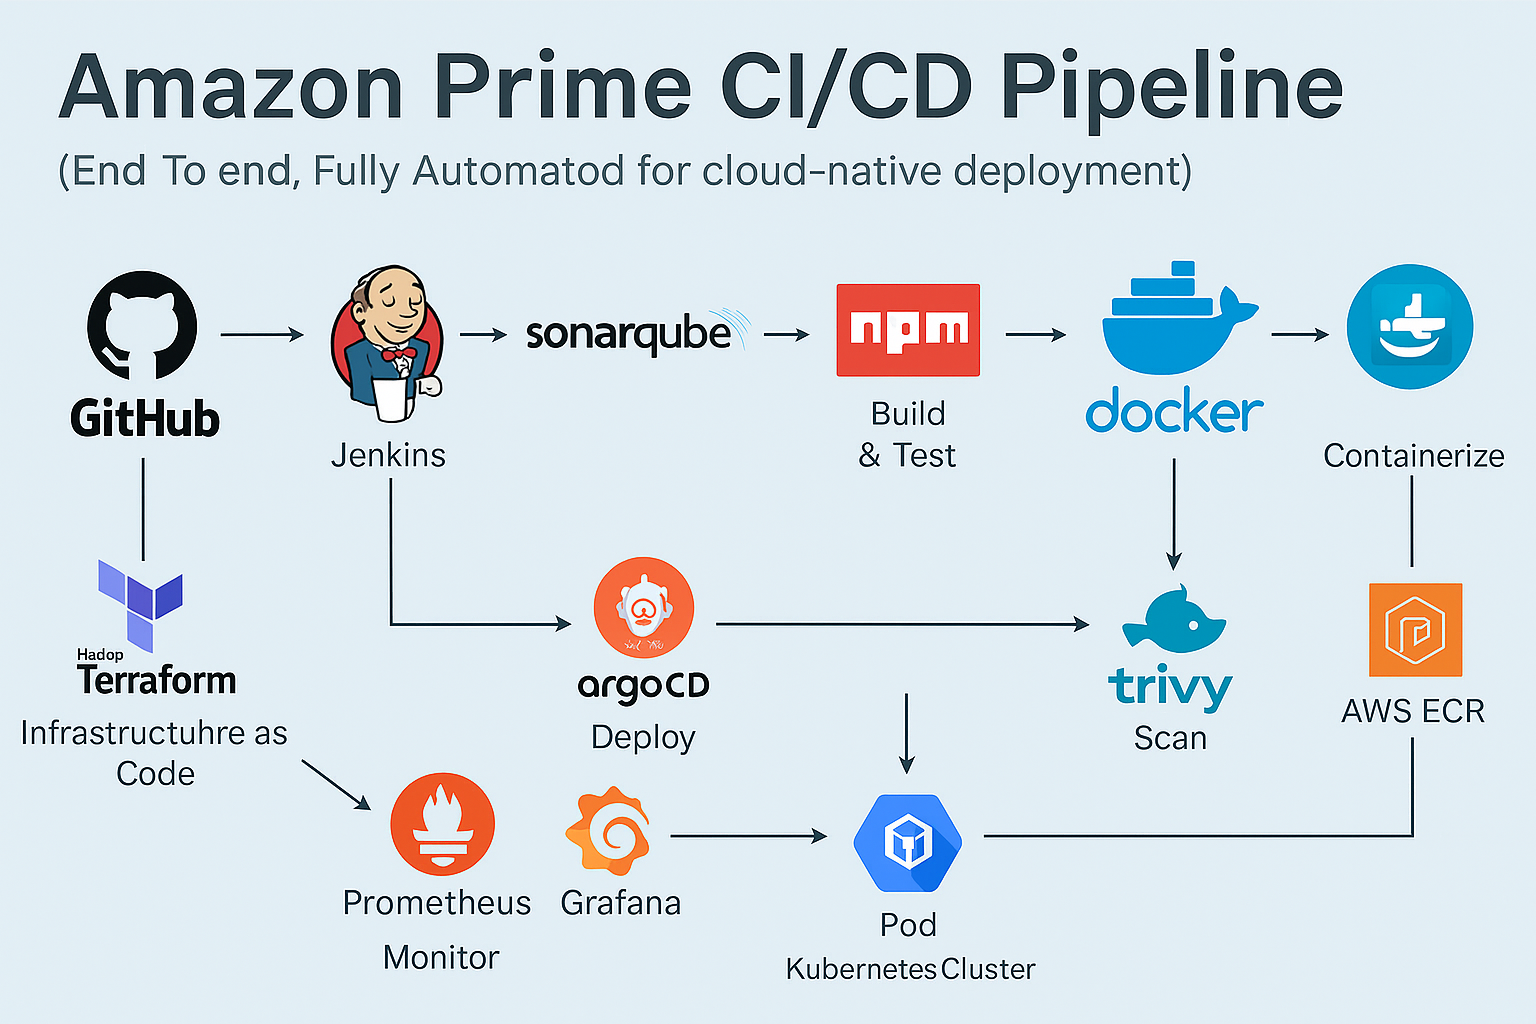 Amazon Prime CI/CD Pipeline
(End To end, Fully Automatod for cloud-native deployment)
GitHub
Jenkins
sonarqube
npm
Build
& Test
docker
Containerize
Hadop
Terraform
Infrastructuhre as
Code
argoCD
Deploy
trivy
Scan
AWS ECR
Prometheus
Monitor
Grafana
Pod
Kubernetes Cluster